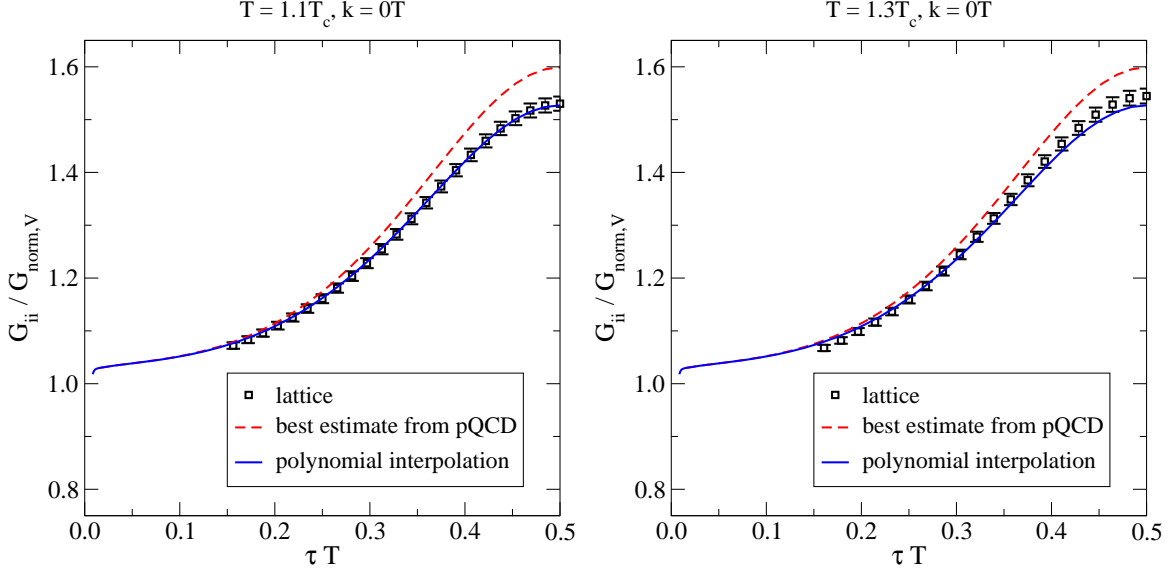 T = 1.1T_c, k = 0T
G_ii / G_norm,V
1.6
1.4
1.2
1.0
0.8
lattice
best estimate from pQCD
polynomial interpolation
0.0 0.1 0.2 0.3 0.4 0.5
τ T
T = 1.3T_c, k = 0T
G_ii / G_norm,V
1.6
1.4
1.2
1.0
0.8
lattice
best estimate from pQCD
polynomial interpolation
0.0 0.1 0.2 0.3 0.4 0.5
τ T